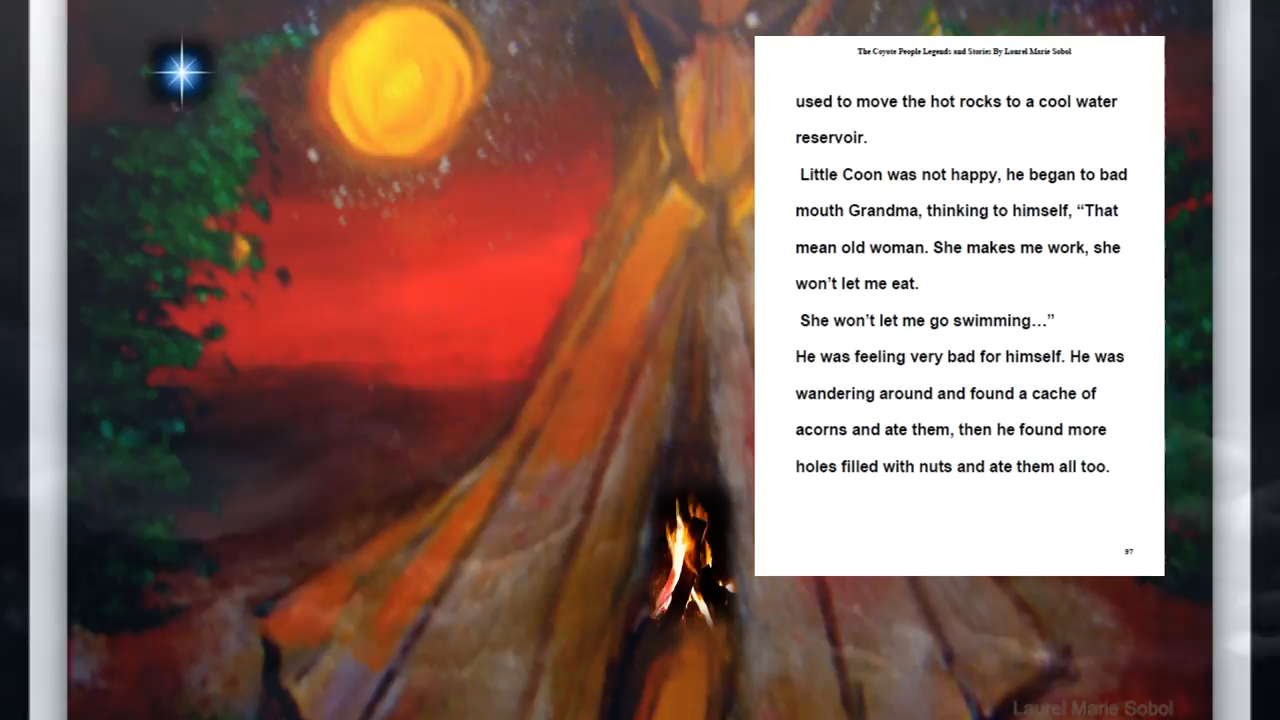 The Coyote People Legends and Stories By Laurel Marie Sobol
used to move the hot rocks to a cool water
reservoir.
Little Coon was not happy, he began to bad
mouth Grandma, thinking to himself, “That
mean old woman. She makes me work, she
won’t let me eat.
She won’t let me go swimming…”
He was feeling very bad for himself. He was
wandering around and found a cache of
acorns and ate them, then he found more
holes filled with nuts and ate them all too.
97
Laurel Marie Sobol